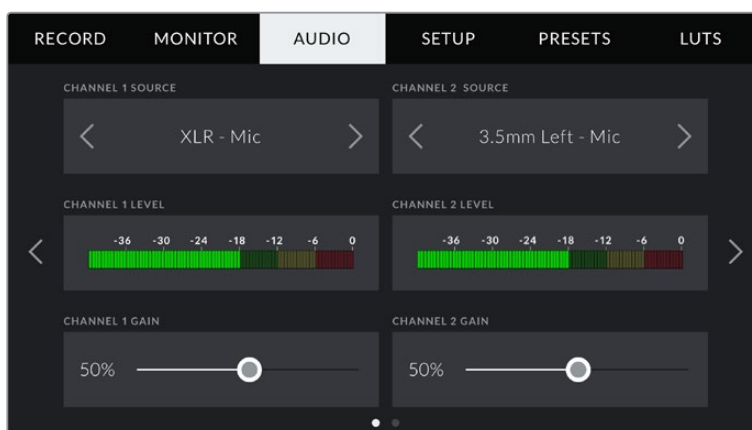 RECORD MONITOR AUDIO SETUP PRESETS LUTS
CHANNEL 1 SOURCE CHANNEL 2 SOURCE
XLR - Mic 3.5mm Left - Mic
CHANNEL 1 LEVEL CHANNEL 2 LEVEL
-36 -30 -24 -18 -12 -6 0 -36 -30 -24 -18 -12 -6 0
CHANNEL 1 GAIN CHANNEL 2 GAIN
50% 50%